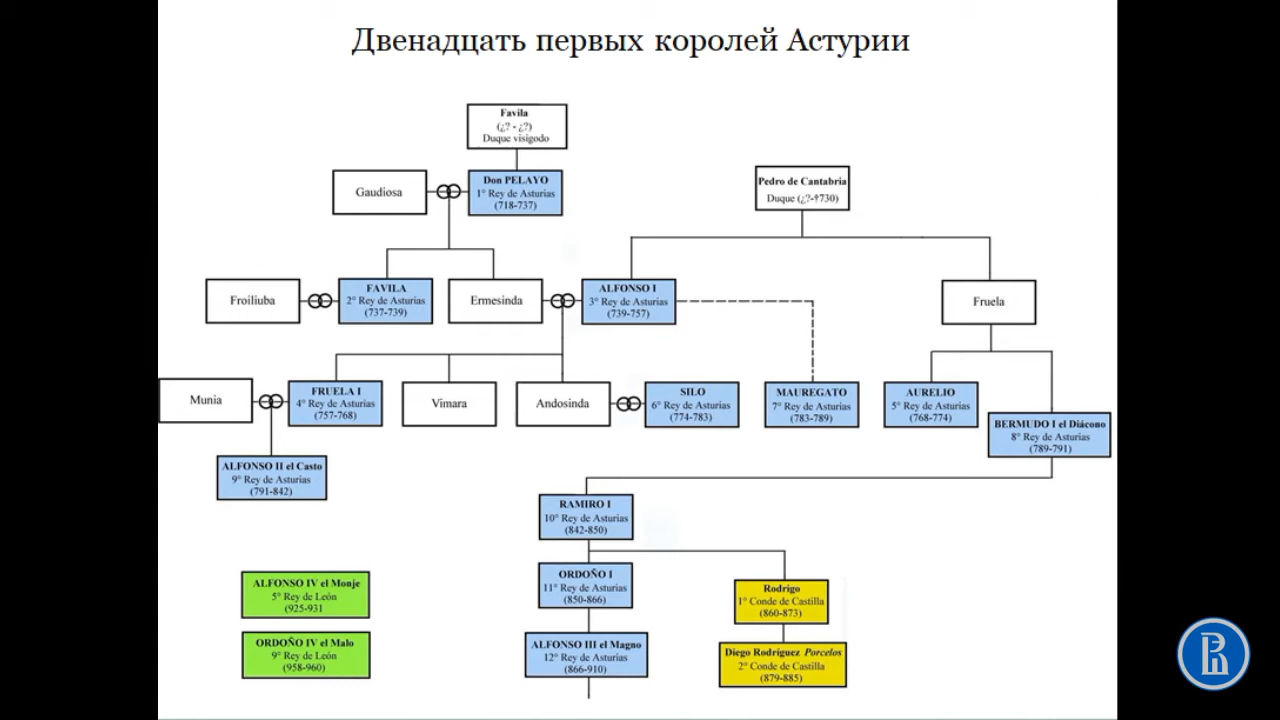 Двенадцать первых королей Астурии
Favila
(¿? - ¿?)
Duque visigodo
Gaudiosa
Don PELAYO
1° Rey de Asturias
(718-737)
Pedro de Cantabria
Duque (¿?-†730)
Froiliuba
FAVILA
2° Rey de Asturias
(737-739)
Ermesinda
ALFONSO I
3° Rey de Asturias
(739-757)
Fruela
Munia
FRUELA I
4° Rey de Asturias
(757-768)
Vimara
Andosinda
SILO
6° Rey de Asturias
(774-783)
MAUREGATO
7° Rey de Asturias
(783-789)
AURELIO
5° Rey de Asturias
(768-774)
BERMUDO I el Diácono
8° Rey de Asturias
(789-791)
ALFONSO II el Casto
9° Rey de Asturias
(791-842)
RAMIRO I
10° Rey de Asturias
(842-850)
ORDOÑO I
11° Rey de Asturias
(850-866)
Rodrigo
1° Conde de Castilla
(860-873)
ALFONSO IV el Monje
5° Rey de León
(925-931
ORDOÑO IV el Malo
9° Rey de León
(958-960)
ALFONSO III el Magno
12° Rey de Asturias
(866-910)
Diego Rodríguez Porcelos
2° Conde de Castilla
(879-885)